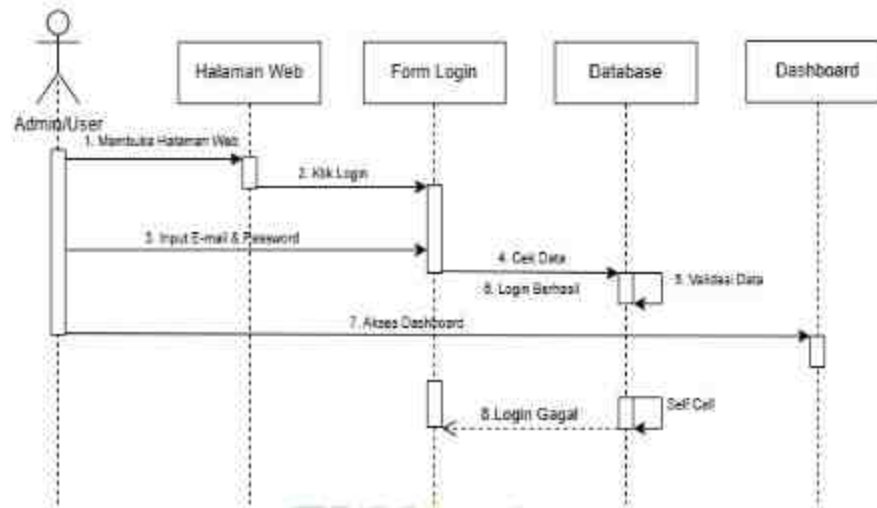 Halaman Web
Form Login
Database
Dashboard
Admin/User
1. Membuka Halaman Web
2. Klik Login
3. Input E-mail & Password
4. Cek Data
5. Validasi Data
6. Login Berhasil
7. Akses Dashboard
Self Call
8.Login Gagal